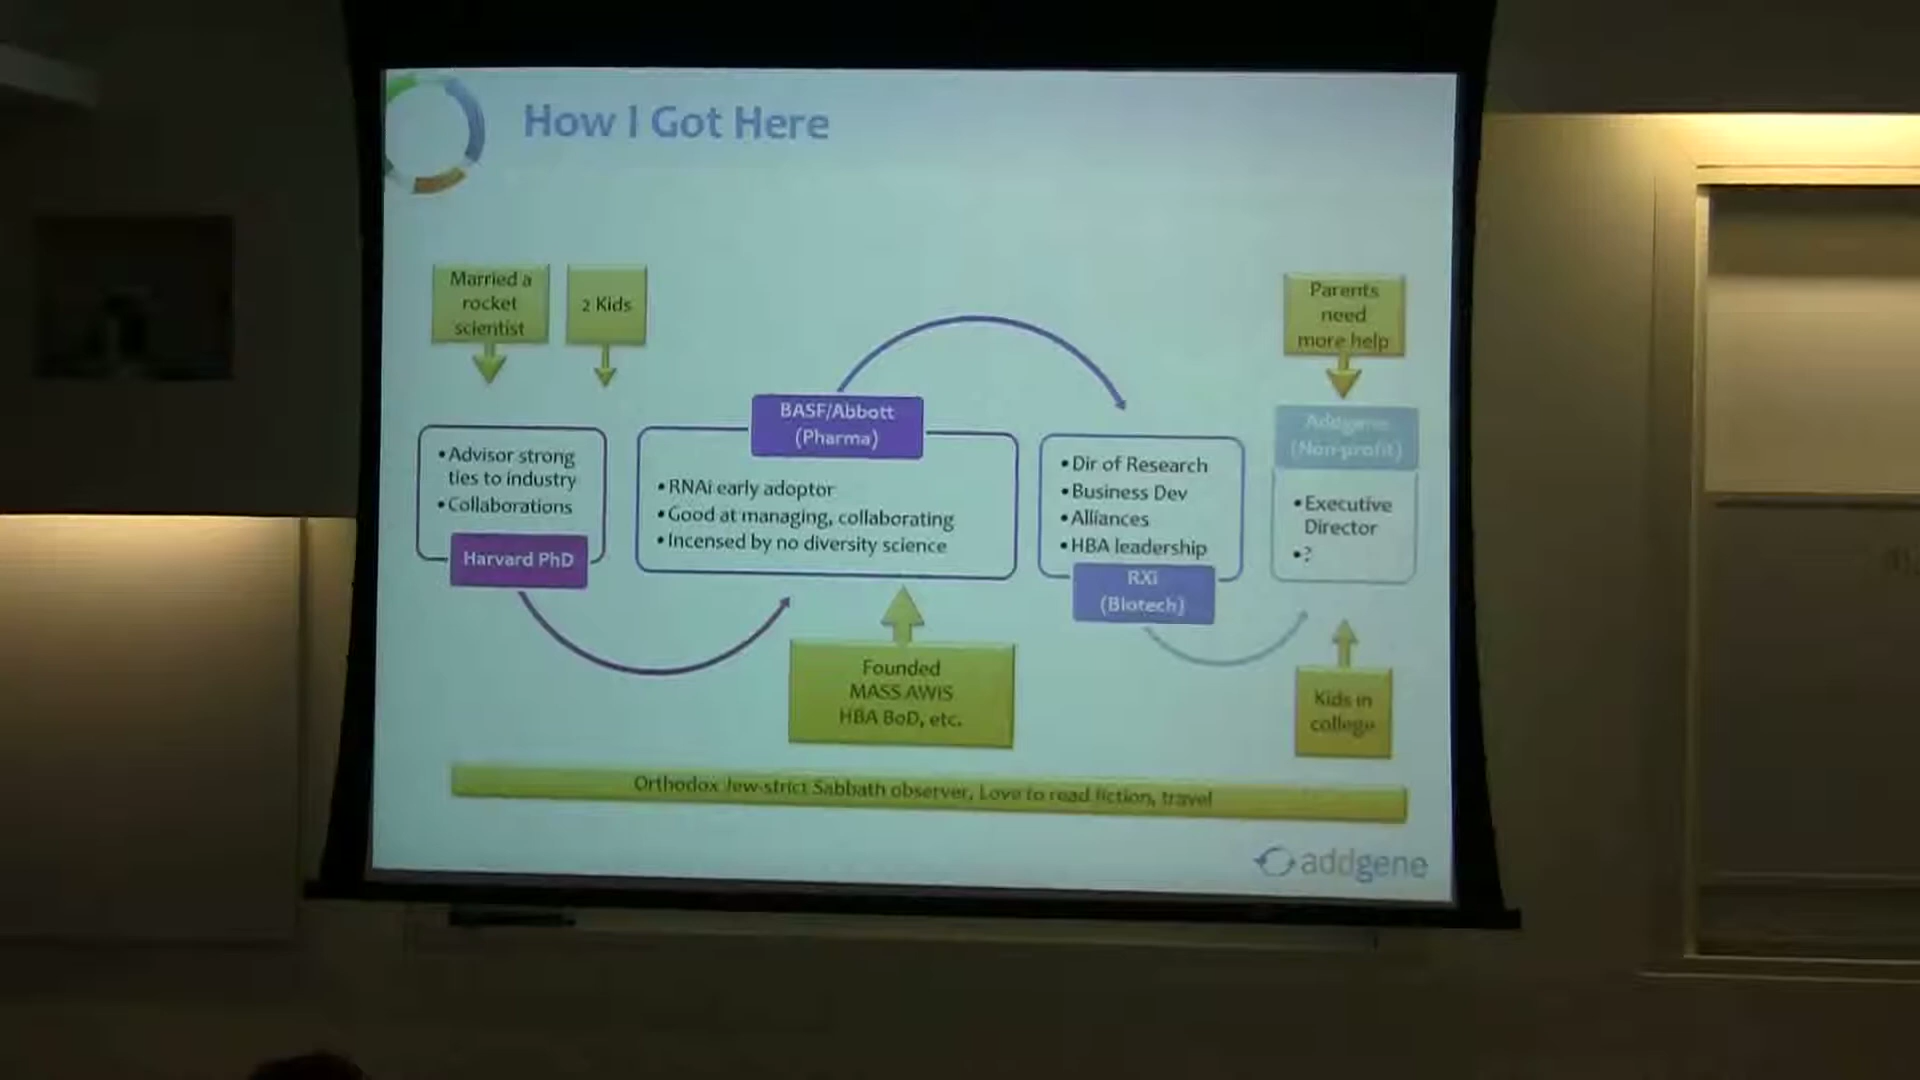 How I Got Here
Married a
rocket
scientist
2 Kids
Parents
need
more help
BASF/Abbott
(Pharma)
Addgene
(Non-profit)
•Advisor strong
ties to industry
•Collaborations
Harvard PhD
•RNAi early adoptor
•Good at managing, collaborating
•Incensed by no diversity science
•Dir of Research
•Business Dev
•Alliances
•HBA leadership
RXi
(Biotech)
•Executive
Director
•?
Founded
MASS AWIS
HBA BoD, etc.
Kids in
college
Orthodox Jew-strict Sabbath observer, Love to read fiction, travel
addgene